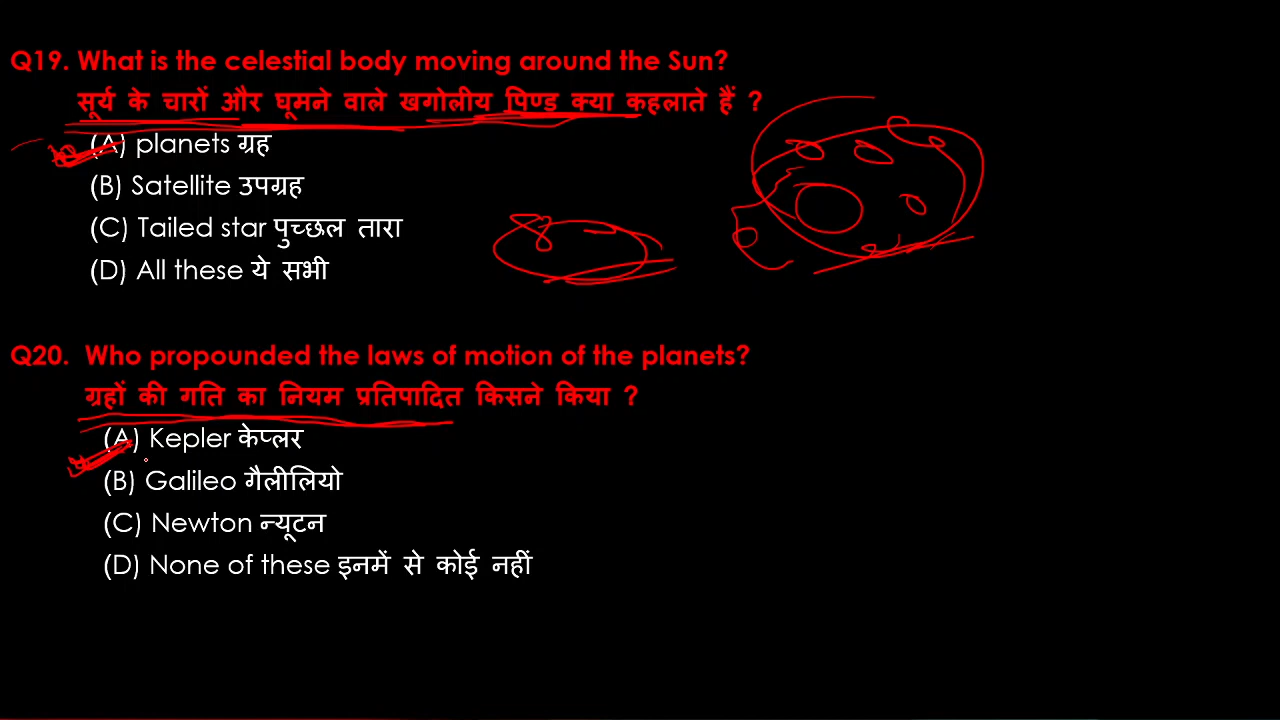 Q19. What is the celestial body moving around the Sun?
सूर्य के चारों और घूमने वाले खगोलीय पिण्ड क्या कहलाते हैं ?
(A) planets ग्रह
(B) Satellite उपग्रह
(C) Tailed star पुच्छल तारा
(D) All these ये सभी
8
Q20. Who propounded the laws of motion of the planets?
ग्रहों की गति का नियम प्रतिपादित किसने किया ?
(A) Kepler केप्लर
(B) Galileo गैलीलियो
(C) Newton न्यूटन
(D) None of these इनमें से कोई नहीं